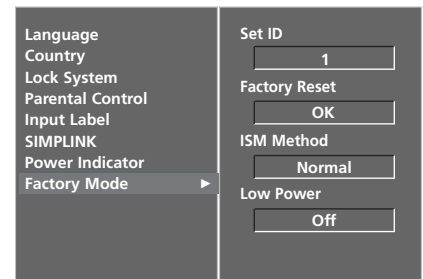 Language
Country
Lock System
Parental Control
Input Label
SIMPLINK
Power Indicator
Factory Mode ►
Set ID
1
Factory Reset
OK
ISM Method
Normal
Low Power
Off